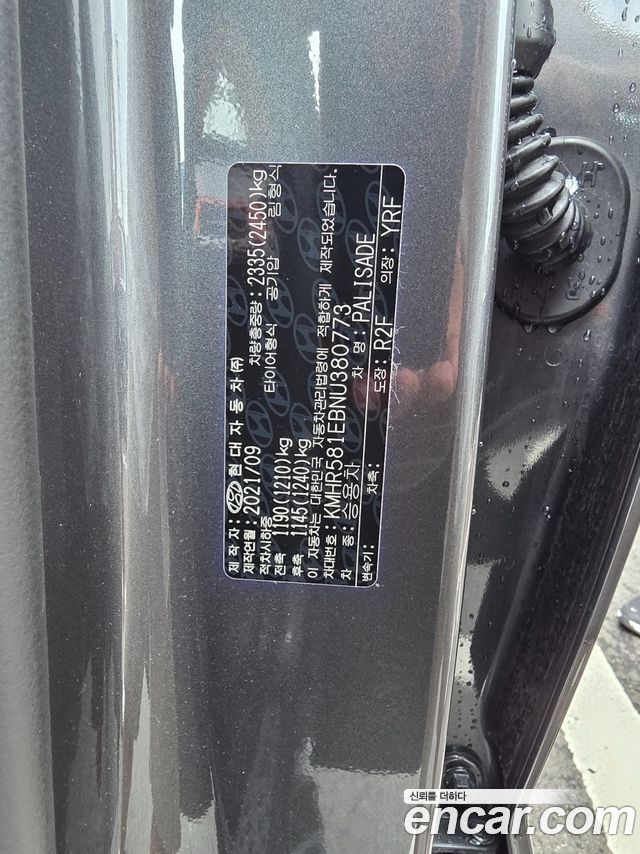 제 작 자: 현대자동차㈜
제작연월: 2021/09 차량총중량: 2335(2450)kg
적차시하중 타이어형식 공기압 림형식
전축 1190(1210)kg
후축 1145(1240)kg
이 자동차는 대한민국 자동차관리법령에 적합하게 제작되었습니다.
차대번호: KMHR581EBNU380773
차 종: 승용차 차 명: PALISADE
변속기: 차축: 도장: R2F 의장: YRF
H
신뢰를 더하다
encar.com